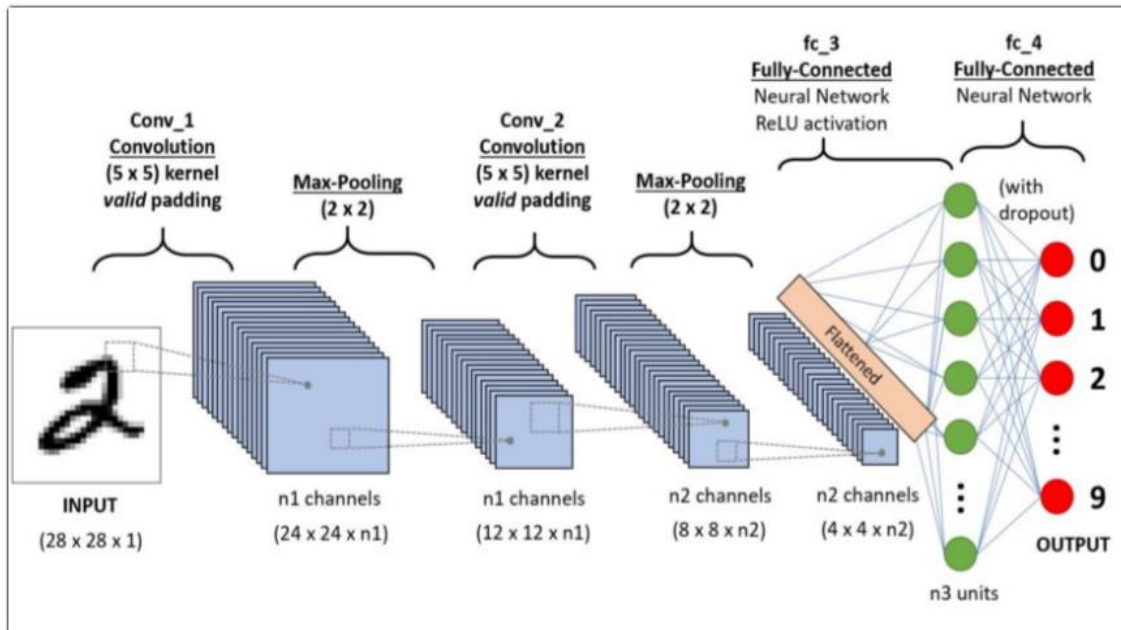 fc_3
Fully-Connected
Neural Network
ReLU activation
fc_4
Fully-Connected
Neural Network
Conv_1
Convolution
(5 x 5) kernel
valid padding
Max-Pooling
(2 x 2)
Conv_2
Convolution
(5 x 5) kernel
valid padding
Max-Pooling
(2 x 2)
(with
dropout)
0
1
2
9
OUTPUT
Flattened
2
INPUT
(28 x 28 x 1)
n1 channels
(24 x 24 x n1)
n1 channels
(12 x 12 x n1)
n2 channels
(8 x 8 x n2)
n2 channels
(4 x 4 x n2)
n3 units